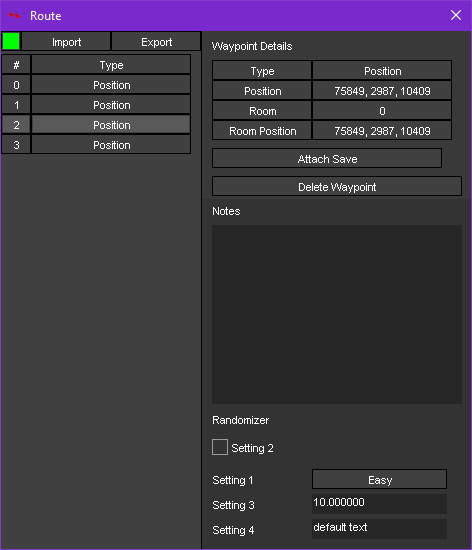 Route
Import Export
# Type
0 Position
1 Position
2 Position
3 Position
Waypoint Details
Type Position
Position 75849, 2987, 10409
Room 0
Room Position 75849, 2987, 10409
Attach Save
Delete Waypoint
Notes
Randomizer
Setting 2
Setting 1 Easy
Setting 3 10.000000
Setting 4 default text